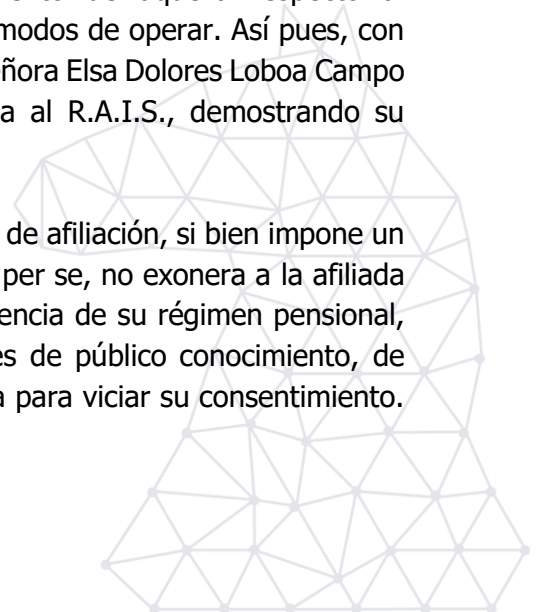 modos de operar. Así pues, con
eñora Elsa Dolores Loboa Campo
a al R.A.I.S., demostrando su
de afiliación, si bien impone un
per se, no exonera a la afiliada
encia de su régimen pensional,
es de público conocimiento, de
a para viciar su consentimiento.